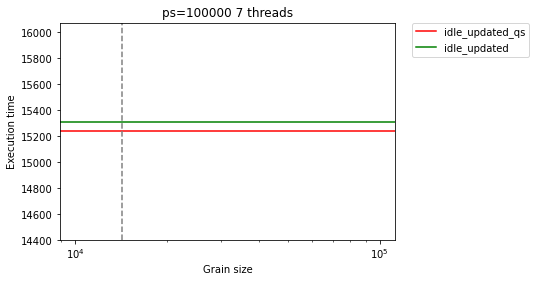 ps=100000 7 threads
idle_updated_qs
idle_updated
Execution time
16000
15800
15600
15400
15200
15000
14800
14600
14400
10^4
10^5
Grain size